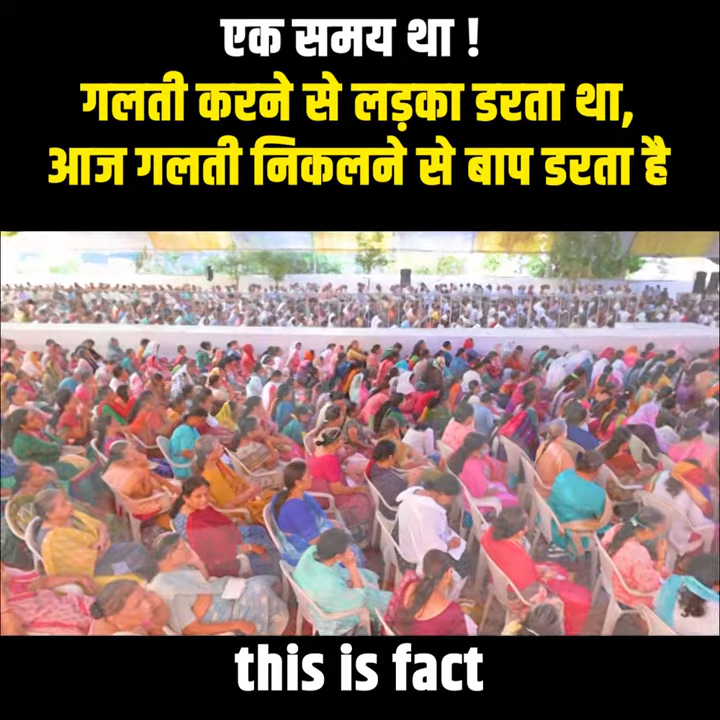 एक समय था !
गलती करने से लड़का डरता था,
आज गलती निकलने से बाप डरता है
this is fact